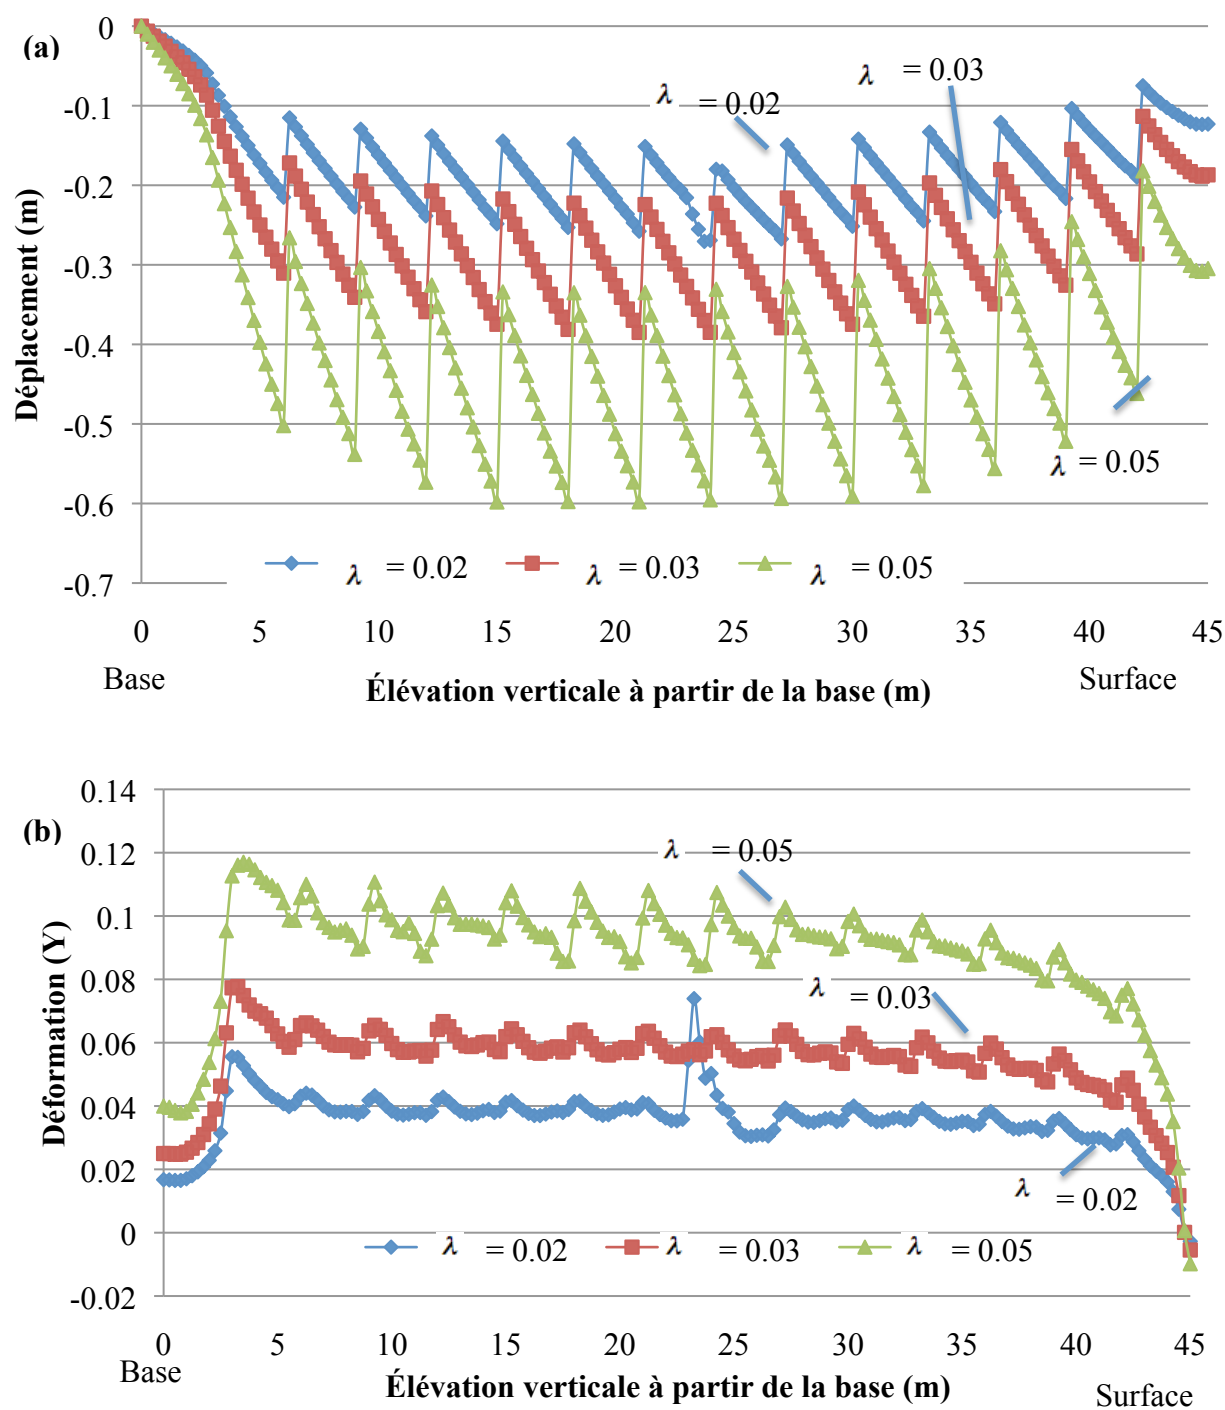 (a)
0
-0.1
-0.2
-0.3
-0.4
-0.5
-0.6
-0.7
Déplacement (m)
λ = 0.02
λ = 0.03
λ = 0.05
λ = 0.02 λ = 0.03 λ = 0.05
0 5 10 15 20 25 30 35 40 45
Base Surface
Élévation verticale à partir de la base (m)
(b)
0.14
0.12
0.1
0.08
0.06
0.04
0.02
0
-0.02
Déformation (Y)
λ = 0.05
λ = 0.03
λ = 0.02
λ = 0.02 λ = 0.03 λ = 0.05
0 5 10 15 20 25 30 35 40 45
Base Surface
Élévation verticale à partir de la base (m)